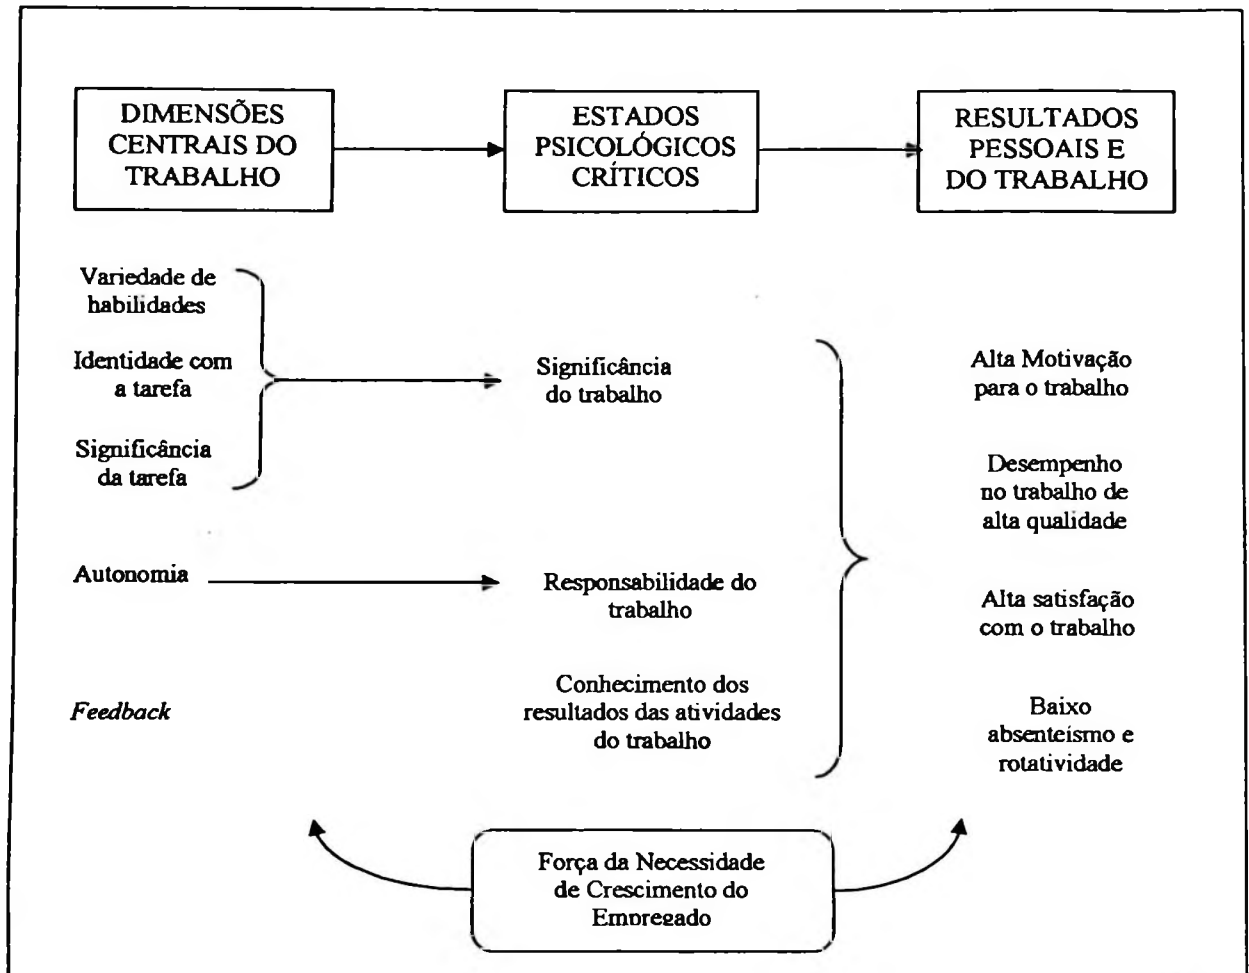 DIMENSÕES
CENTRAIS DO
TRABALHO
ESTADOS
PSICOLÓGICOS
CRÍTICOS
RESULTADOS
PESSOAIS E
DO TRABALHO
Variedade de
habilidades
Identidade com
a tarefa
Significância
da tarefa
Autonomia
Feedback
Significância
do trabalho
Responsabilidade do
trabalho
Conhecimento dos
resultados das atividades
do trabalho
Alta Motivação
para o trabalho
Desempenho
no trabalho de
alta qualidade
Alta satisfação
com o trabalho
Baixo
absenteísmo e
rotatividade
Força da Necessidade
de Crescimento do
Empregado